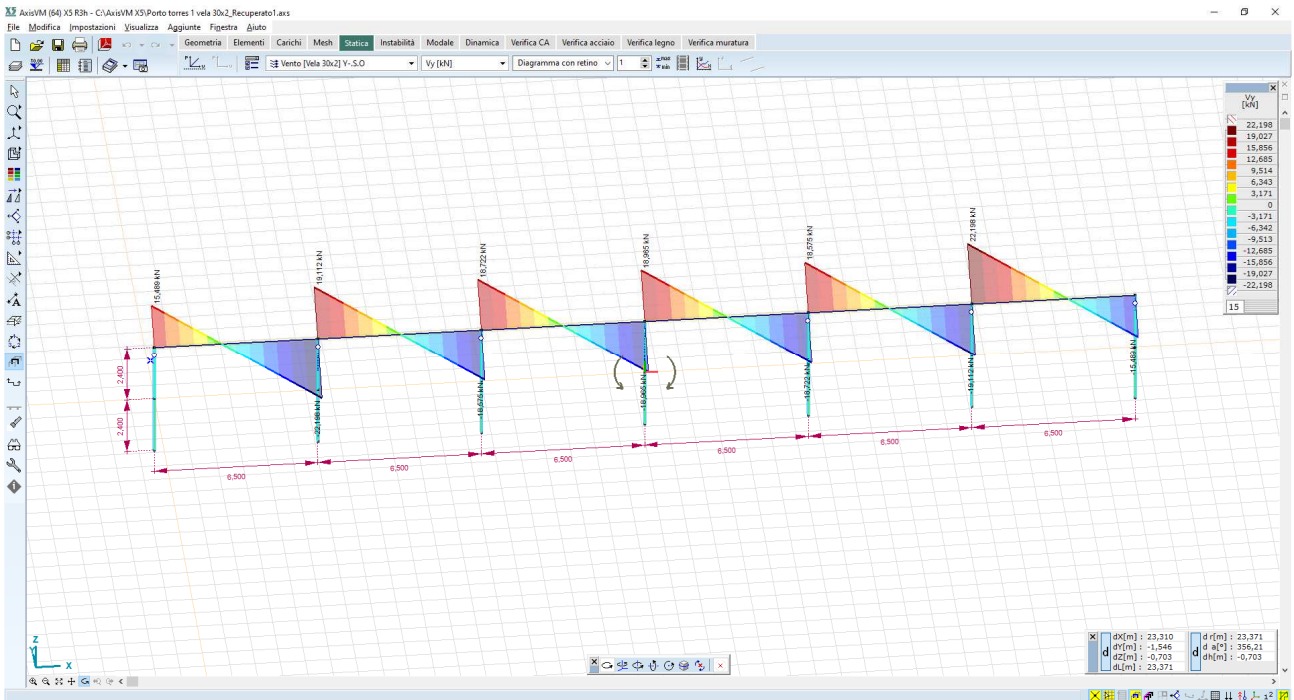 X5 AxisVM (64) X5 R3h - C:\AxisVM X5\Porto torres 1 vela 30x2_Recuperato1.axs
File Modifica Impostazioni Visualizza Aggiunte Finestra Aiuto
Geometria Elementi Carichi Mesh Statica Instabilità Modale Dinamica Verifica CA Verifica acciaio Verifica legno Verifica muratura
Vento [Vela 30x2] Y-.S.O Vy [kN] Diagramma con retino 1
Vy
[kN]
22,198
19,027
15,856
12,685
9,514
6,343
3,171
0
-3,171
-6,342
-9,513
-12,685
-15,856
-19,027
-22,198
15
15,489 kN
19,112 kN
18,722 kN
18,965 kN
18,575 kN
22,198 kN
-22,198 kN
-18,575 kN
-18,965 kN
-18,722 kN
-19,112 kN
-15,489 kN
2,400
2,400
6,500
6,500
6,500
6,500
6,500
6,500
Z
Y
X
d
dX[m] : 23,310
dY[m] : -1,546
dZ[m] : -0,703
dL[m] : 23,371
d
d r[m] : 23,371
d a[°] : 356,21
dh[m] : -0,703